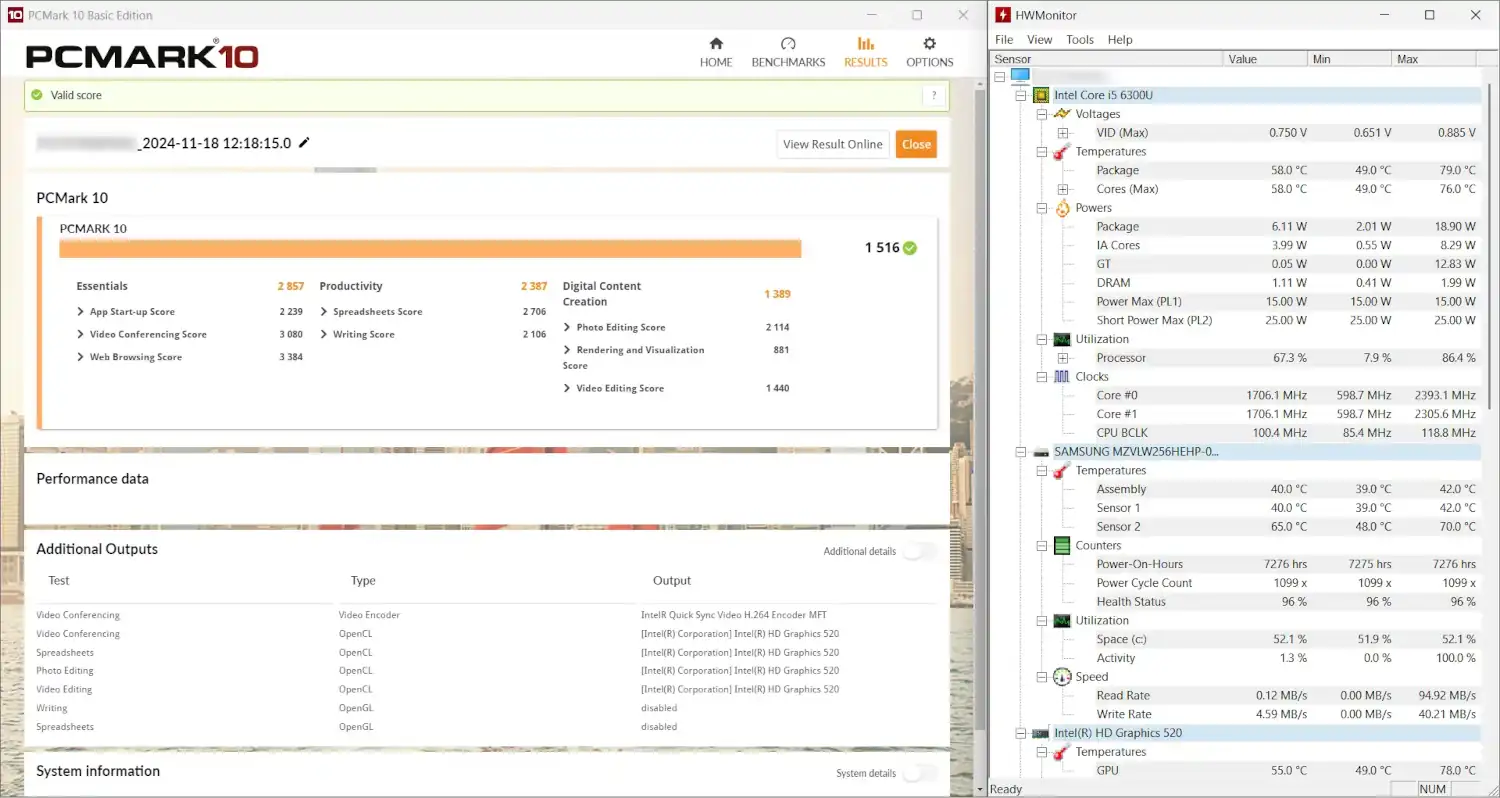 10 PCMark 10 Basic Edition
PCMARK®10
HOME BENCHMARKS RESULTS OPTIONS
Valid score ?
_2024-11-18 12:18:15.0 View Result Online Close
PCMark 10
PCMARK 10
1 516
Essentials 2 857
App Start-up Score 2 239
Video Conferencing Score 3 080
Web Browsing Score 3 384
Productivity 2 387
Spreadsheets Score 2 706
Writing Score 2 106
Digital Content
Creation 1 389
Photo Editing Score 2 114
Rendering and Visualization 881
Score
Video Editing Score 1 440
Performance data
Additional Outputs Additional details
Test Type Output
Video Conferencing Video Encoder IntelR Quick Sync Video H.264 Encoder MFT
Video Conferencing OpenCL [Intel(R) Corporation] Intel(R) HD Graphics 520
Spreadsheets OpenCL [Intel(R) Corporation] Intel(R) HD Graphics 520
Photo Editing OpenCL [Intel(R) Corporation] Intel(R) HD Graphics 520
Video Editing OpenCL [Intel(R) Corporation] Intel(R) HD Graphics 520
Writing OpenGL disabled
Spreadsheets OpenGL disabled
System information System details
HWMonitor
File View Tools Help
Sensor Value Min Max
Intel Core i5 6300U
Voltages
VID (Max) 0.750 V 0.651 V 0.885 V
Temperatures
Package 58.0 °C 49.0 °C 79.0 °C
Cores (Max) 58.0 °C 49.0 °C 76.0 °C
Powers
Package 6.11 W 2.01 W 18.90 W
IA Cores 3.99 W 0.55 W 8.29 W
GT 0.05 W 0.00 W 12.83 W
DRAM 1.11 W 0.41 W 1.99 W
Power Max (PL1) 15.00 W 15.00 W 15.00 W
Short Power Max (PL2) 25.00 W 25.00 W 25.00 W
Utilization
Processor 67.3 % 7.9 % 86.4 %
Clocks
Core #0 1706.1 MHz 598.7 MHz 2393.1 MHz
Core #1 1706.1 MHz 598.7 MHz 2305.6 MHz
CPU BCLK 100.4 MHz 85.4 MHz 118.8 MHz
SAMSUNG MZVLW256HEHP-0...
Temperatures
Assembly 40.0 °C 39.0 °C 42.0 °C
Sensor 1 40.0 °C 39.0 °C 42.0 °C
Sensor 2 65.0 °C 48.0 °C 70.0 °C
Counters
Power-On-Hours 7276 hrs 7275 hrs 7276 hrs
Power Cycle Count 1099 x 1099 x 1099 x
Health Status 96 % 96 % 96 %
Utilization
Space (c:) 52.1 % 51.9 % 52.1 %
Activity 1.3 % 0.0 % 100.0 %
Speed
Read Rate 0.12 MB/s 0.00 MB/s 94.92 MB/s
Write Rate 4.59 MB/s 0.00 MB/s 40.21 MB/s
Intel(R) HD Graphics 520
Temperatures
GPU 55.0 °C 49.0 °C 78.0 °C
Ready NUM